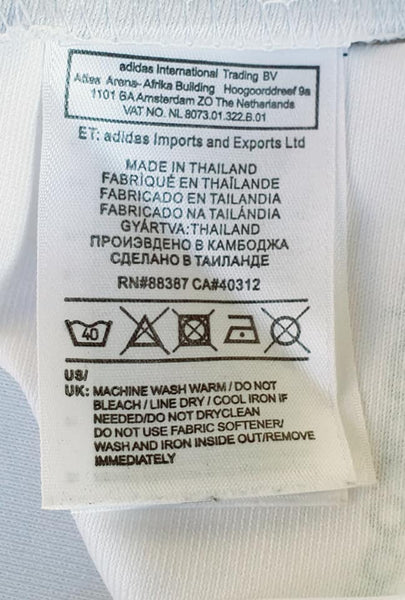 adidas International Trading BV
Atlas Arena- Afrika Building Hoogoorddreef 9a
1101 BA Amsterdam ZO The Netherlands
VAT NO. NL 8073.01.322.B.01
ET: adidas Imports and Exports Ltd
MADE IN THAILAND
FABRIQUÉ EN THAÏLANDE
FABRICADO EN TAILANDIA
FABRICADO NA TAILÂNDIA
GYÁRTVA: THAILAND
ПРОИЭВЕДЕНО В КАМБОДЖА
СДЕЛАНО В ТАИЛАНДЕ
RN#88387 CA#40312
40
US/
UK: MACHINE WASH WARM / DO NOT
BLEACH / LINE DRY / COOL IRON IF
NEEDED/DO NOT DRYCLEAN
DO NOT USE FABRIC SOFTENER/
WASH AND IRON INSIDE OUT/REMOVE
IMMEDIATELY